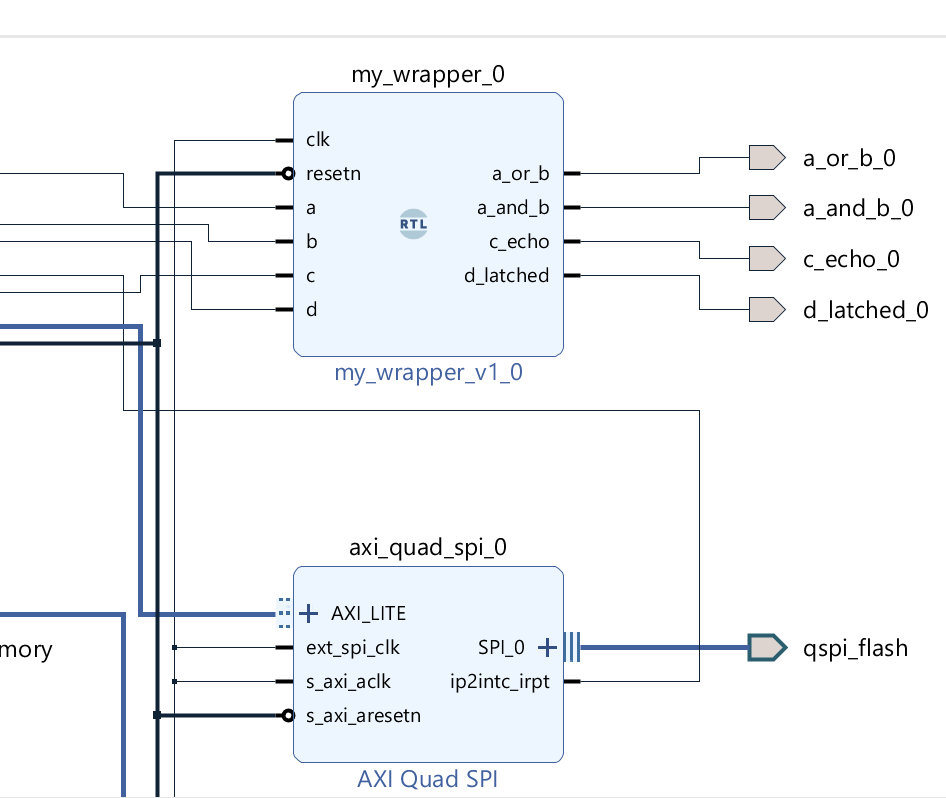 my_wrapper_0
clk
resetn
a
b
c
d
RTL
a_or_b
a_and_b
c_echo
d_latched
my_wrapper_v1_0
a_or_b_0
a_and_b_0
c_echo_0
d_latched_0
axi_quad_spi_0
AXI_LITE
ext_spi_clk
s_axi_aclk
s_axi_aresetn
SPI_0
ip2intc_irpt
AXI Quad SPI
qspi_flash
mory